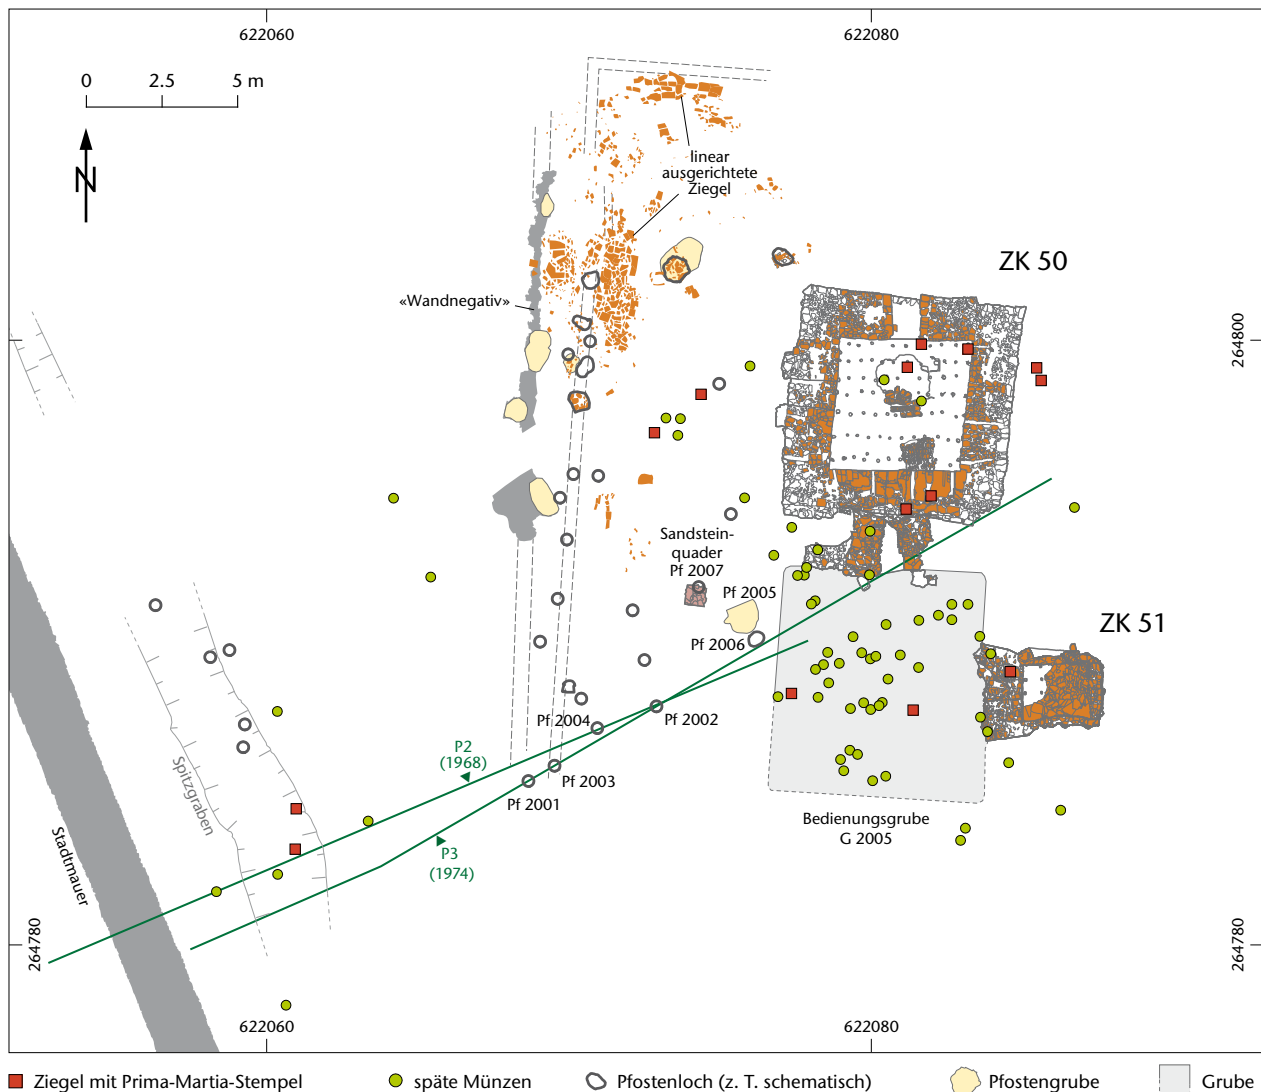 622060
622080
0 2.5 5 m
N
linear
ausgerichtete
Ziegel
ZK 50
«Wandnegativ»
264800
Sandstein-
quader
Pf 2007
Pf 2005
ZK 51
Pf 2006
Pf 2004
Pf 2002
P2
(1968)
Pf 2003
Pf 2001
Spitzgraben
Bedienungsgrube
G 2005
Stadtmauer
P3
(1974)
264780
264780
622060
622080
Ziegel mit Prima-Martia-Stempel
späte Münzen
Pfostenloch (z. T. schematisch)
Pfostengrube
Grube